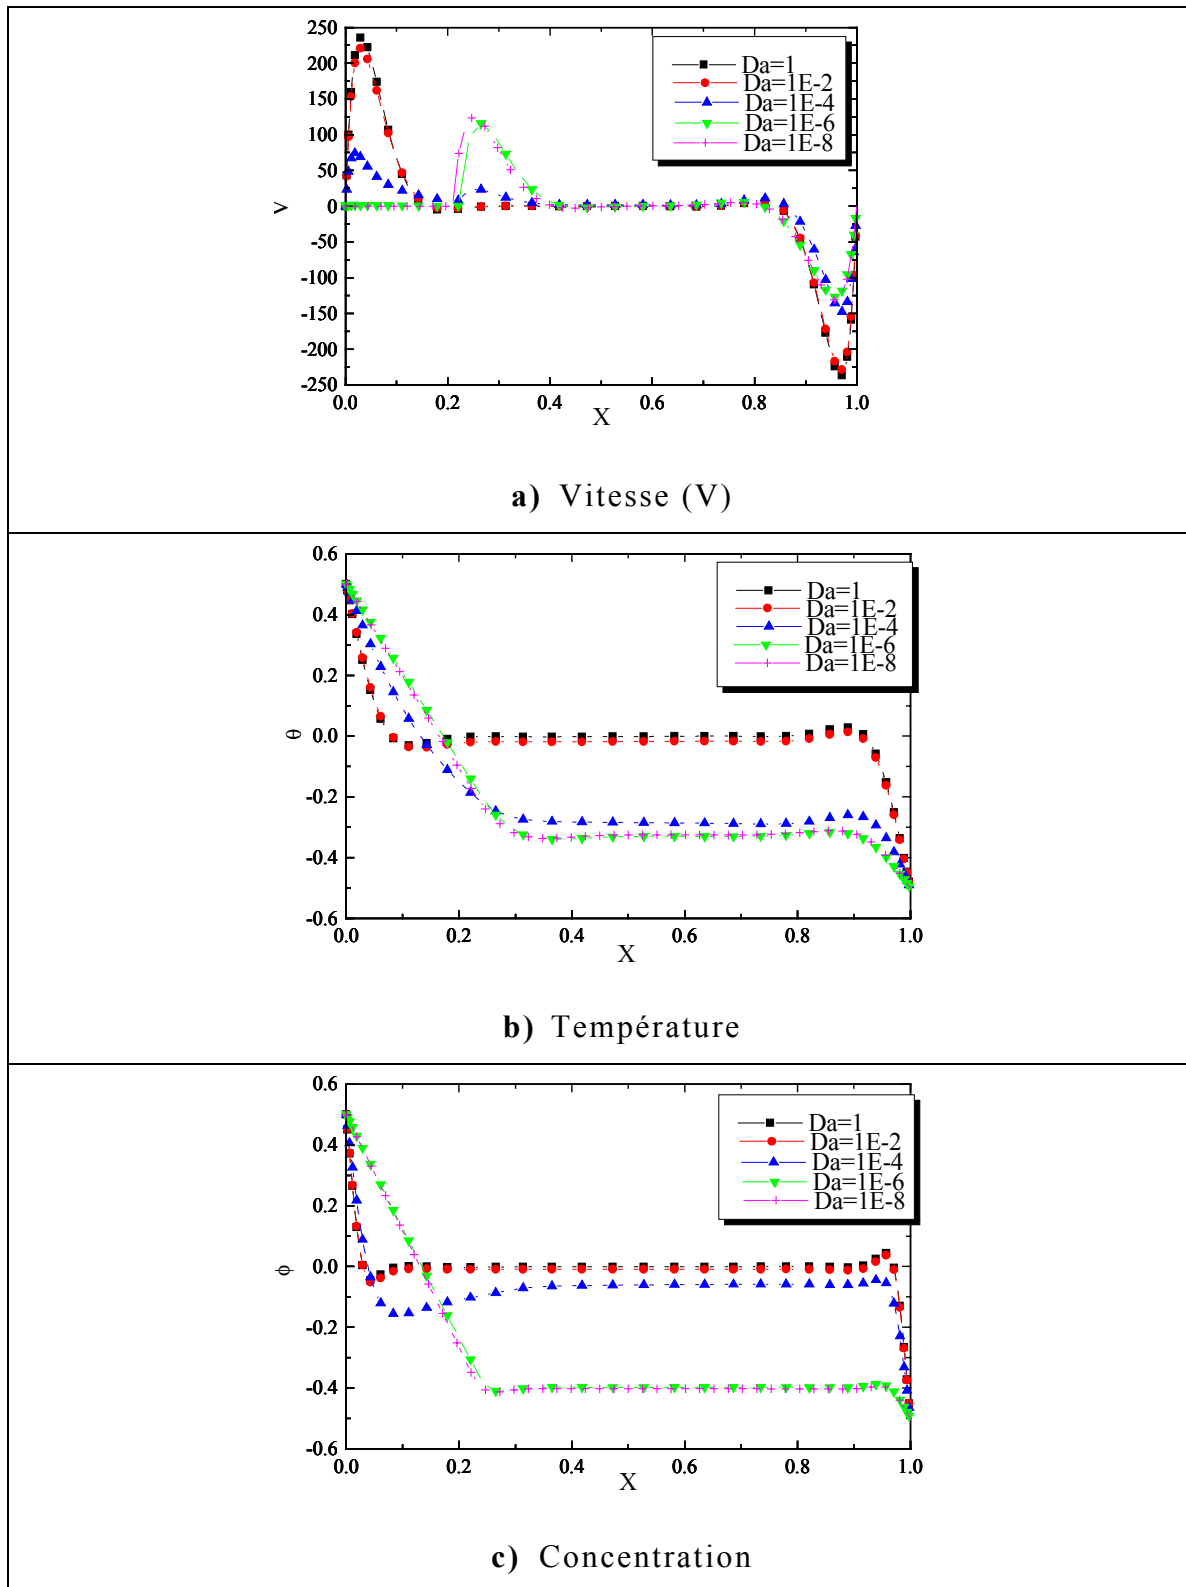 250
200
150
100
50
0
-50
-100
-150
-200
-250
V
0.0 0.2 0.4 0.6 0.8 1.0
X
Da=1
Da=1E-2
Da=1E-4
Da=1E-6
Da=1E-8
a) Vitesse (V)
0.6
0.4
0.2
0.0
-0.2
-0.4
-0.6
θ
0.0 0.2 0.4 0.6 0.8 1.0
X
Da=1
Da=1E-2
Da=1E-4
Da=1E-6
Da=1E-8
b) Température
0.6
0.4
0.2
0.0
-0.2
-0.4
-0.6
ϕ
0.0 0.2 0.4 0.6 0.8 1.0
X
Da=1
Da=1E-2
Da=1E-4
Da=1E-6
Da=1E-8
c) Concentration